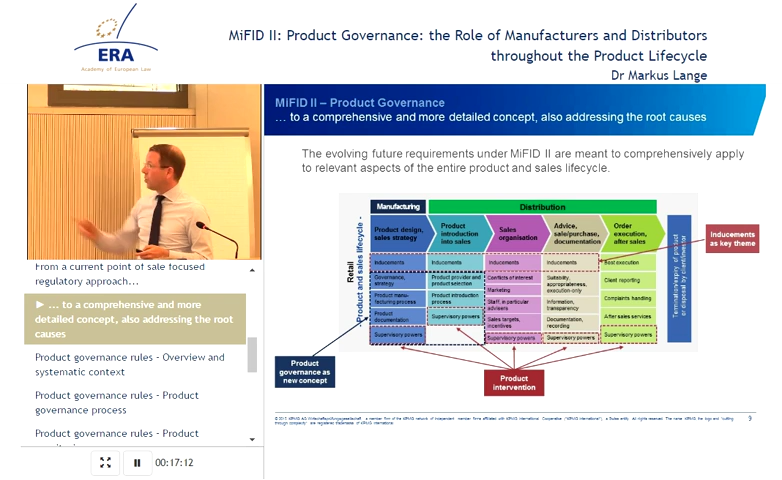 ERA
Academy of European Law
MiFID II: Product Governance: the Role of Manufacturers and Distributors
throughout the Product Lifecycle
Dr Markus Lange
MiFID II – Product Governance
… to a comprehensive and more detailed concept, also addressing the root causes
The evolving future requirements under MiFID II are meant to comprehensively apply
to relevant aspects of the entire product and sales lifecycle.
Manufacturing
Distribution
Retail
- Product and sales lifecycle -
Product design,
sales strategy
Product
introduction
into sales
Sales
organisation
Advice,
sale/purchase,
documentation
Order
execution,
after sales
Inducements
Governance,
strategy
Product manu-
facturing process
Product
documentation
Supervisory powers
Inducements
Product provider and
product selection
Product introduction
process
Supervisory powers
Inducements
Conflicts of interest
Marketing
Staff, in particular
advisers
Sales targets,
incentives
Supervisory powers
Inducements
Suitability,
appropriateness,
execution-only
Information,
transparency
Documentation,
recording
Supervisory powers
Best execution
Client reporting
Complaints handling
After sales services
Supervisory powers
Termination/expiry of product
or disposal by client/investor
Inducements
as key theme
Product
governance as
new concept
Product
intervention
9
From a current point of sale focused
regulatory approach...
► ... to a comprehensive and more
detailed concept, also addressing the root
causes
Product governance rules - Overview and
systematic context
Product governance rules - Product
governance process
Product governance rules - Product
00:17:12